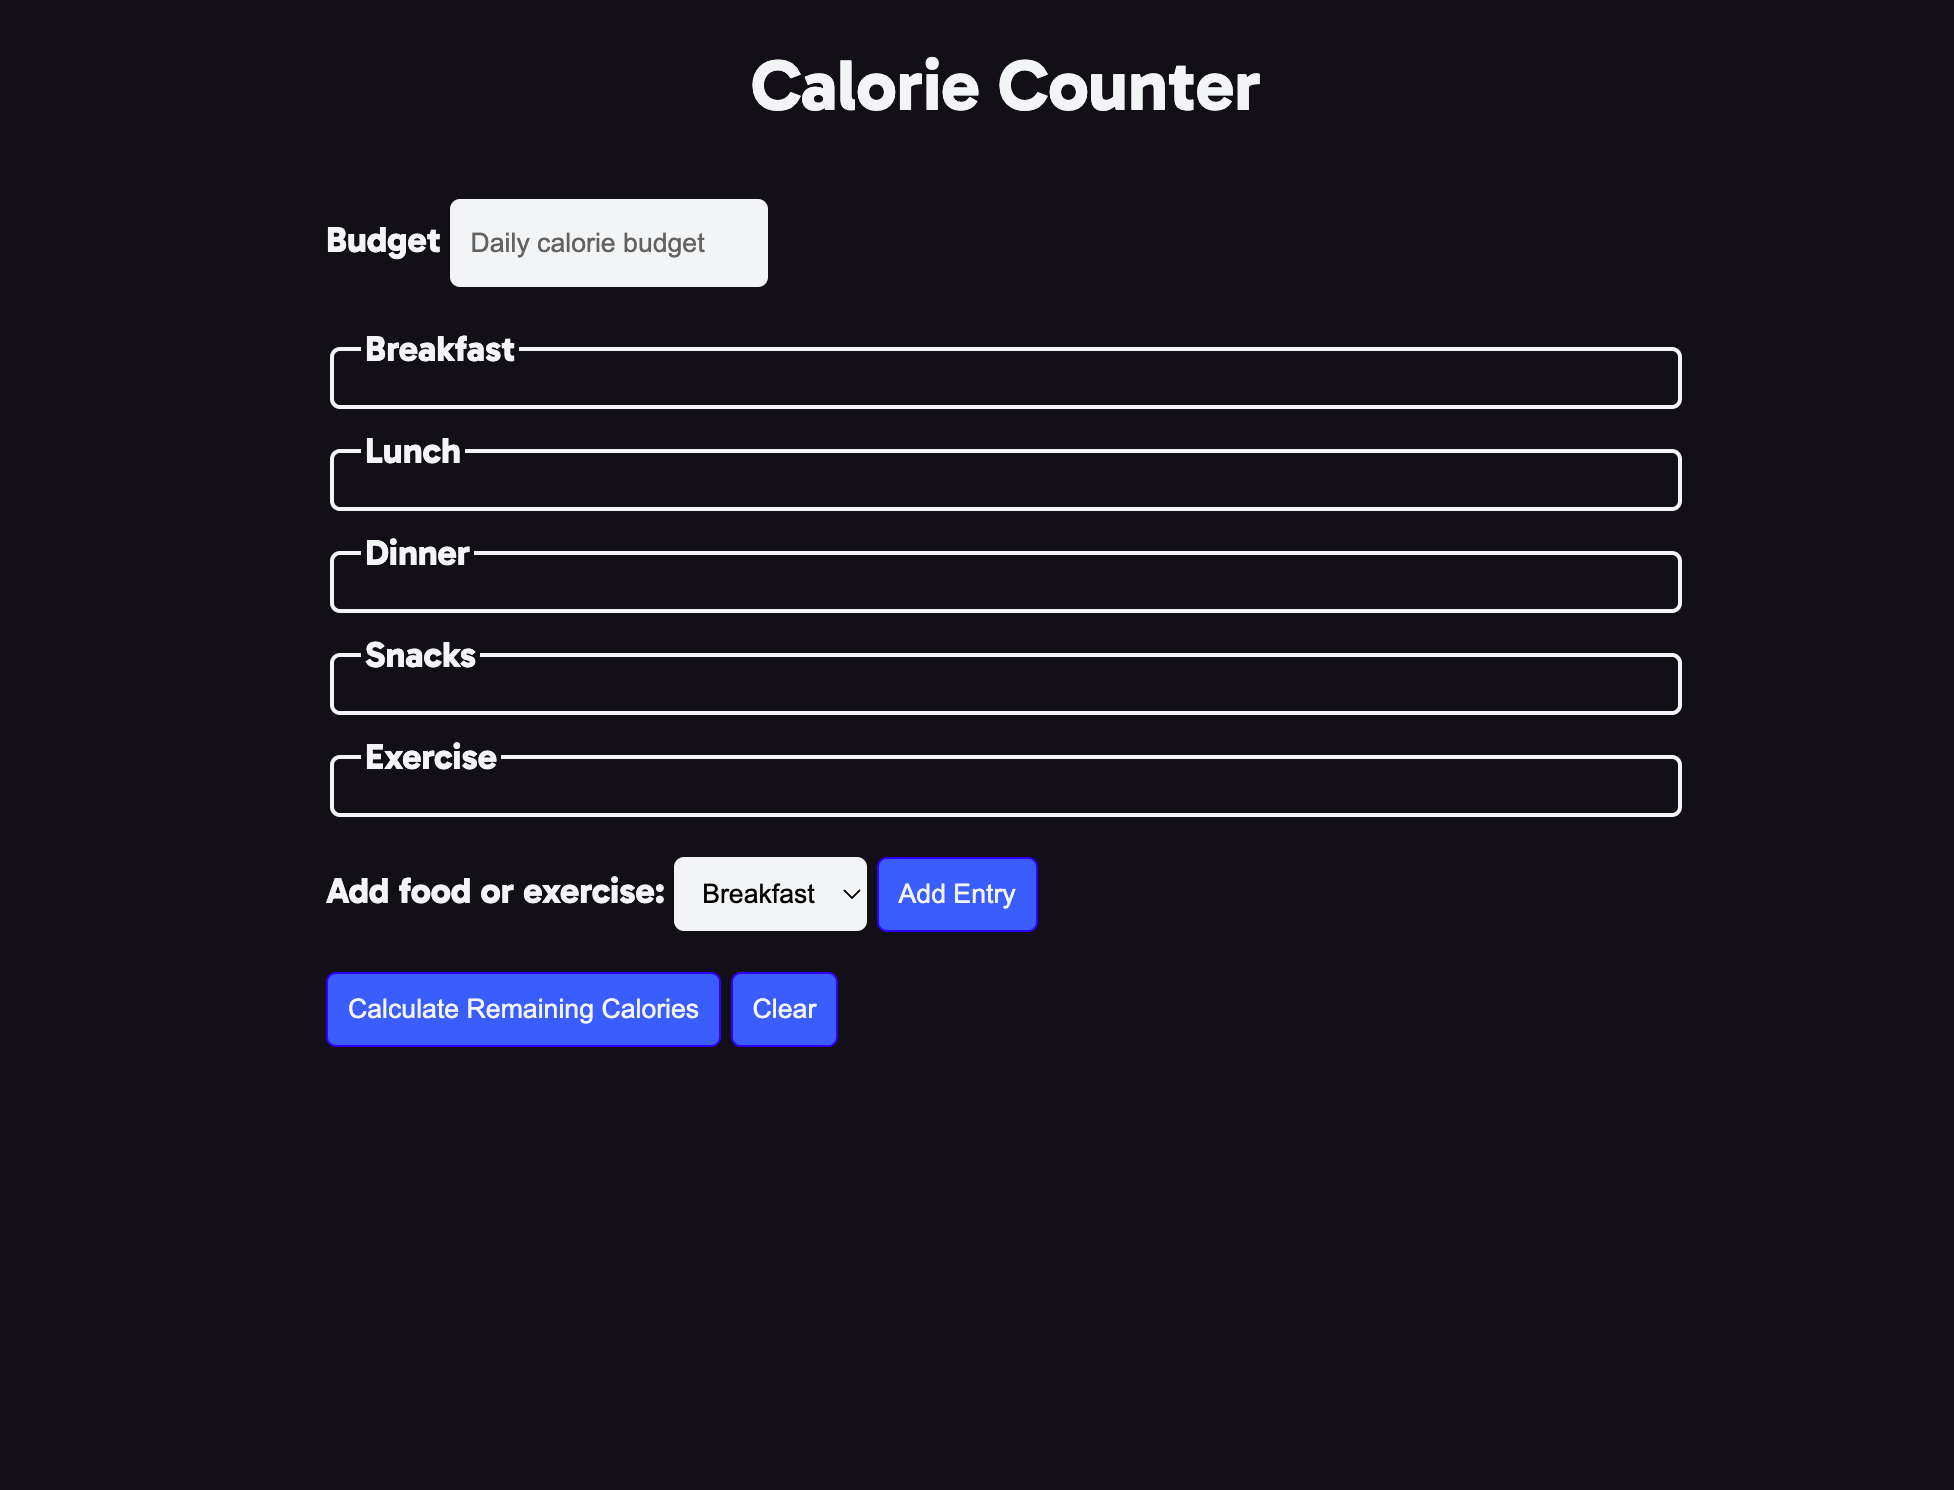 Calorie Counter
Budget Daily calorie budget
Breakfast
Lunch
Dinner
Snacks
Exercise
Add food or exercise: Breakfast Add Entry
Calculate Remaining Calories Clear